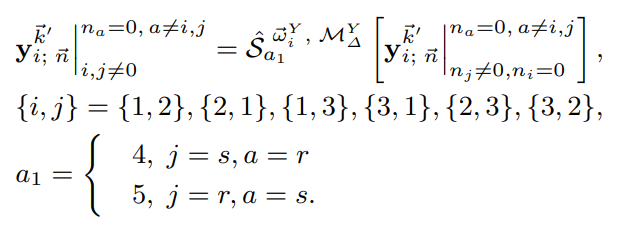 $\mathbf{y}_{i;\,\vec{n}}^{\vec{k}'}\Big|_{i,j\neq 0}^{n_a=0,\,a\neq i,j} = \hat{\mathcal{S}}_{a_1}^{\;\vec{\omega}_i^Y,\,\mathcal{M}_{\Delta}^Y}\left[\mathbf{y}_{i;\,\vec{n}}^{\vec{k}'}\Big|_{n_j\neq 0,n_i=0}^{n_a=0,\,a\neq i,j}\right],$
$\{i,j\} = \{1,2\},\{2,1\},\{1,3\},\{3,1\},\{2,3\},\{3,2\},$
$a_1 = \begin{cases} 4,\; j=s, a=r \\ 5,\; j=r, a=s. \end{cases}$